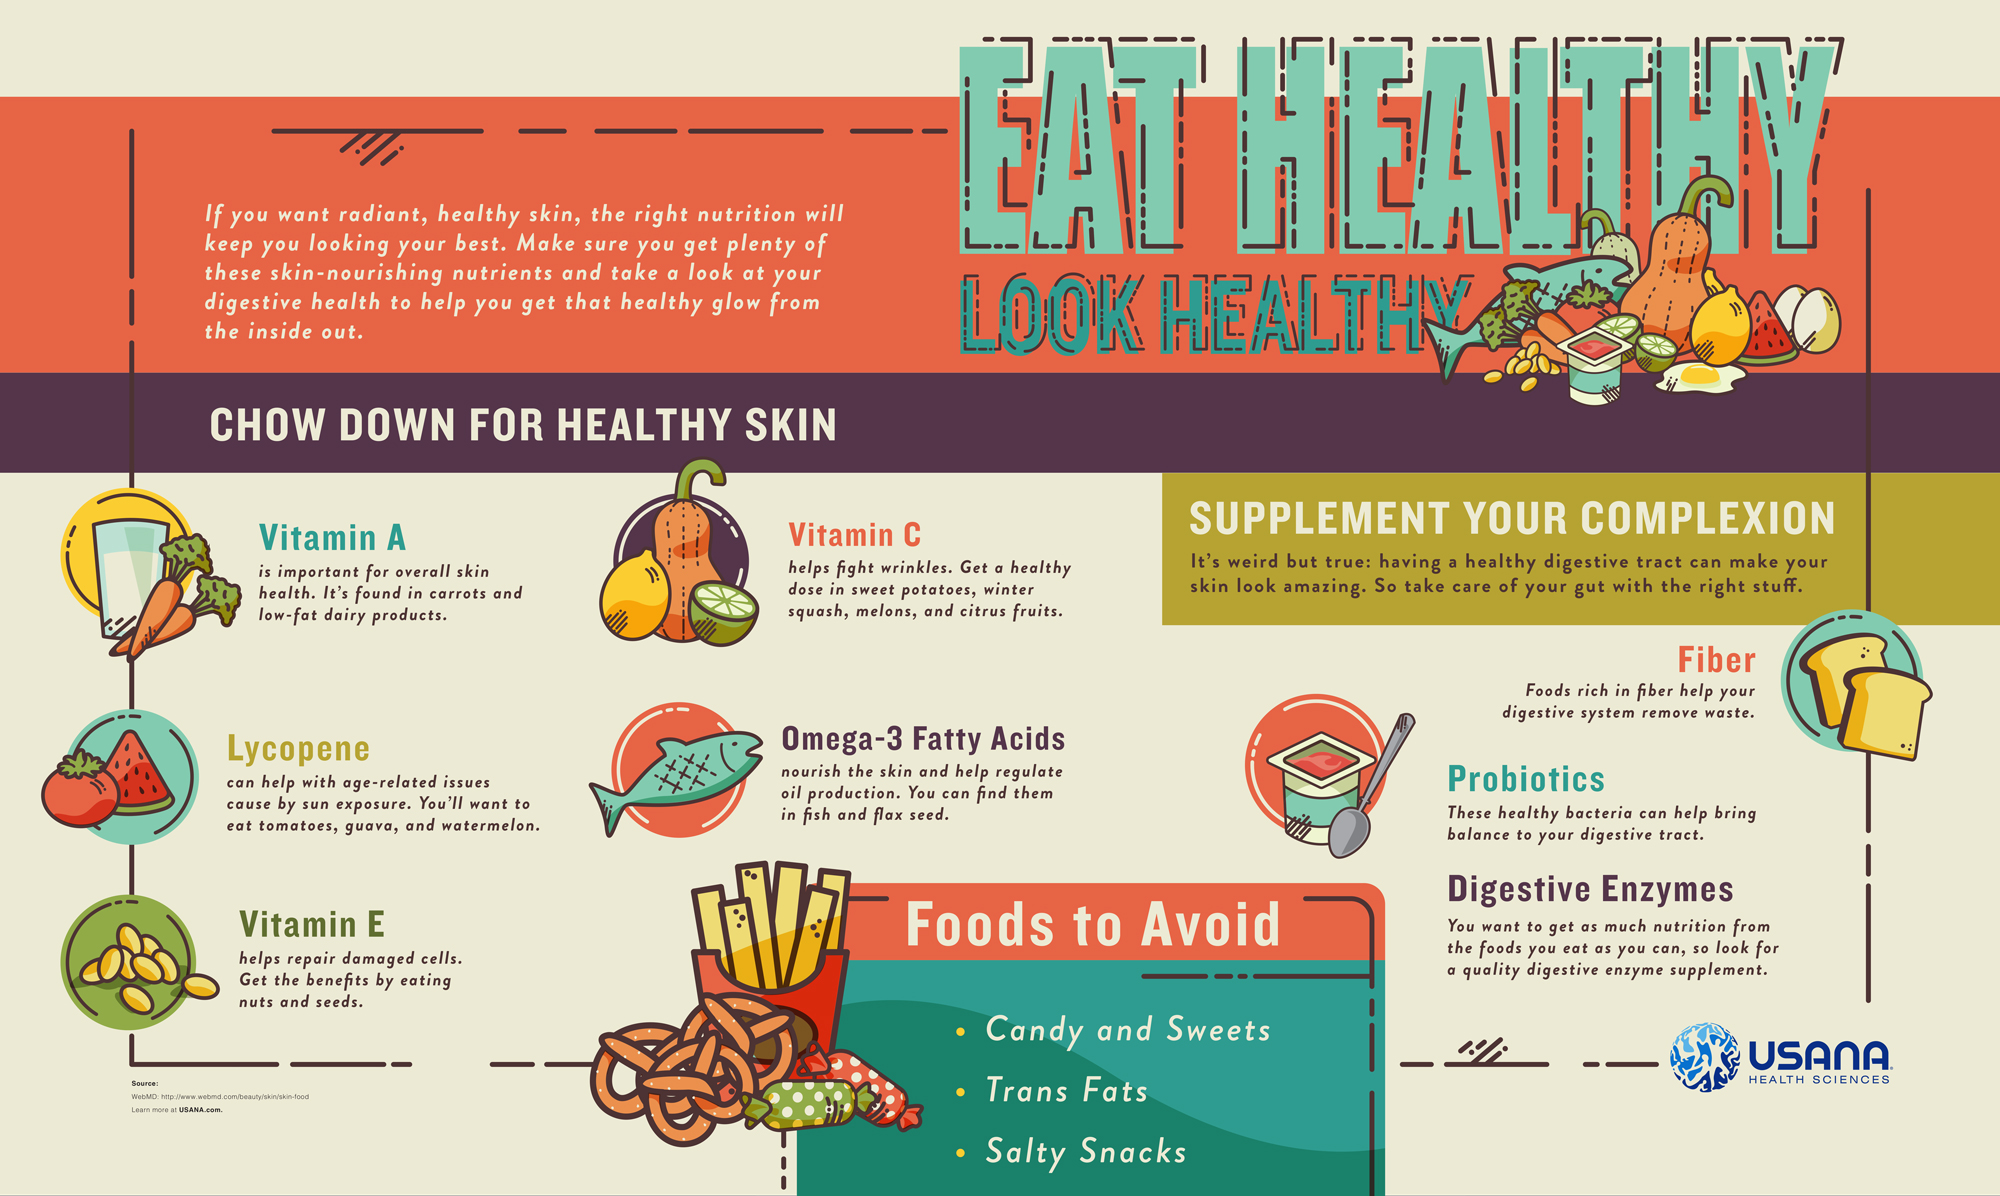 EAT HEALTHY
LOOK HEALTHY
If you want radiant, healthy skin, the right nutrition will
keep you looking your best. Make sure you get plenty of
these skin-nourishing nutrients and take a look at your
digestive health to help you get that healthy glow from
the inside out.
CHOW DOWN FOR HEALTHY SKIN
Vitamin A
is important for overall skin
health. It's found in carrots and
low-fat dairy products.
Vitamin C
helps fight wrinkles. Get a healthy
dose in sweet potatoes, winter
squash, melons, and citrus fruits.
Lycopene
can help with age-related issues
cause by sun exposure. You'll want to
eat tomatoes, guava, and watermelon.
Omega-3 Fatty Acids
nourish the skin and help regulate
oil production. You can find them
in fish and flax seed.
Vitamin E
helps repair damaged cells.
Get the benefits by eating
nuts and seeds.
SUPPLEMENT YOUR COMPLEXION
It's weird but true: having a healthy digestive tract can make your
skin look amazing. So take care of your gut with the right stuff.
Fiber
Foods rich in fiber help your
digestive system remove waste.
Probiotics
These healthy bacteria can help bring
balance to your digestive tract.
Digestive Enzymes
You want to get as much nutrition from
the foods you eat as you can, so look for
a quality digestive enzyme supplement.
Foods to Avoid
• Candy and Sweets
• Trans Fats
• Salty Snacks
Source:
WebMD: http://www.webmd.com/beauty/skin/skin-food
Learn more at USANA.com.
USANA
HEALTH SCIENCES